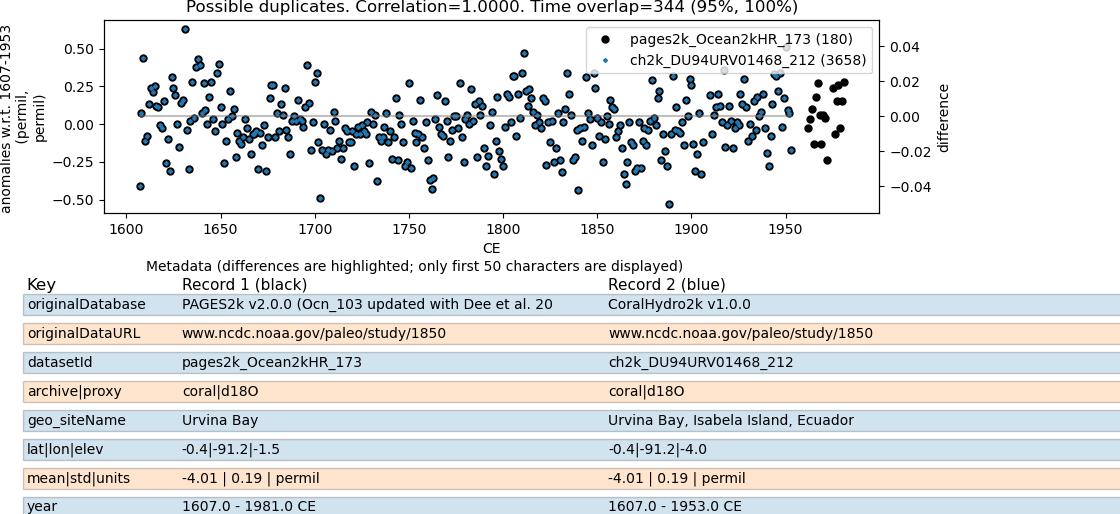 Possible duplicates. Correlation=1.0000. Time overlap=344 (95%, 100%)
anomalies w.r.t. 1607-1953
(permil,
permil)
0.50
0.25
0.00
−0.25
−0.50
pages2k_Ocean2kHR_173 (180)
ch2k_DU94URV01468_212 (3658)
0.04
0.02
0.00
−0.02
−0.04
difference
1600 1650 1700 1750 1800 1850 1900 1950
CE
Metadata (differences are highlighted; only first 50 characters are displayed)
Key Record 1 (black) Record 2 (blue)
originalDatabase PAGES2k v2.0.0 (Ocn_103 updated with Dee et al. 20 CoralHydro2k v1.0.0
originalDataURL www.ncdc.noaa.gov/paleo/study/1850 www.ncdc.noaa.gov/paleo/study/1850
datasetId pages2k_Ocean2kHR_173 ch2k_DU94URV01468_212
archive|proxy coral|d18O coral|d18O
geo_siteName Urvina Bay Urvina Bay, Isabela Island, Ecuador
lat|lon|elev -0.4|-91.2|-1.5 -0.4|-91.2|-4.0
mean|std|units -4.01 | 0.19 | permil -4.01 | 0.19 | permil
year 1607.0 - 1981.0 CE 1607.0 - 1953.0 CE